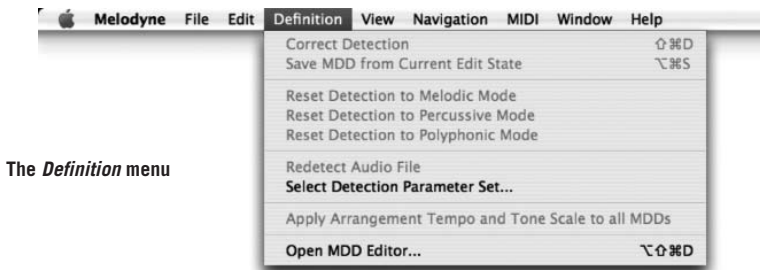 Melodyne File Edit Definition View Navigation MIDI Window Help
Correct Detection ⇧⌘D
Save MDD from Current Edit State ⌥⌘S
Reset Detection to Melodic Mode
Reset Detection to Percussive Mode
Reset Detection to Polyphonic Mode
The Definition menu
Redetect Audio File
Select Detection Parameter Set...
Apply Arrangement Tempo and Tone Scale to all MDDs
Open MDD Editor... ⌥⇧⌘D